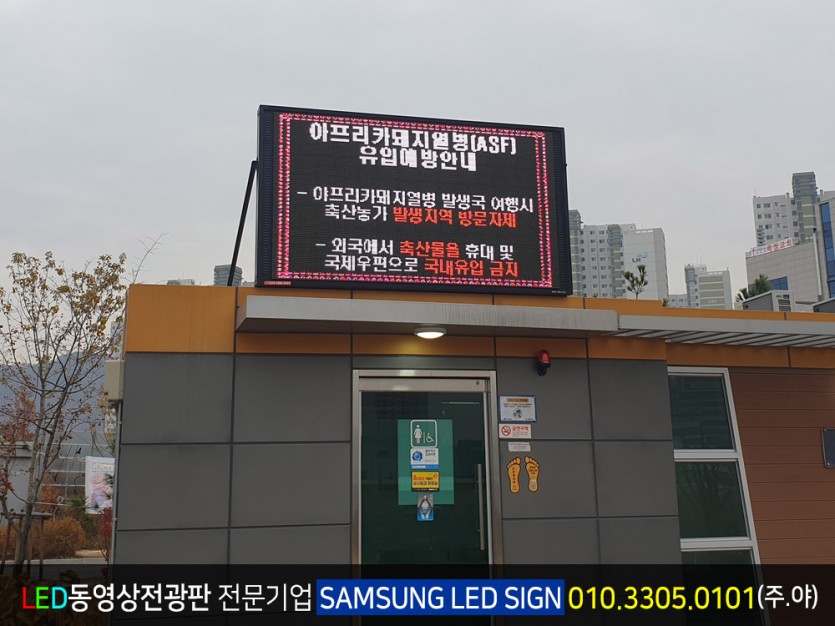 아프리카돼지열병(ASF)
유입예방안내
- 아프리카돼지열병 발생국 여행시
축산농가 발생지역 방문자제
- 외국에서 축산물을 휴대 및
국제우편으로 국내유입 금지
금연구역
LED동영상전광판 전문기업 SAMSUNG LED SIGN 010.3305.0101(주.야)